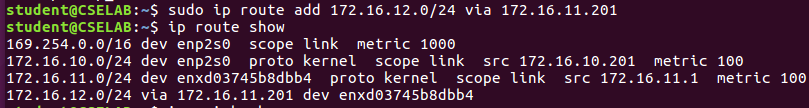 student@CSELAB:~$ sudo ip route add 172.16.12.0/24 via 172.16.11.201
student@CSELAB:~$ ip route show
169.254.0.0/16 dev enp2s0  scope link  metric 1000
172.16.10.0/24 dev enp2s0  proto kernel  scope link  src 172.16.10.201  metric 100
172.16.11.0/24 dev enxd03745b8dbb4  proto kernel  scope link  src 172.16.11.1  metric 100
172.16.12.0/24 via 172.16.11.201 dev enxd03745b8dbb4